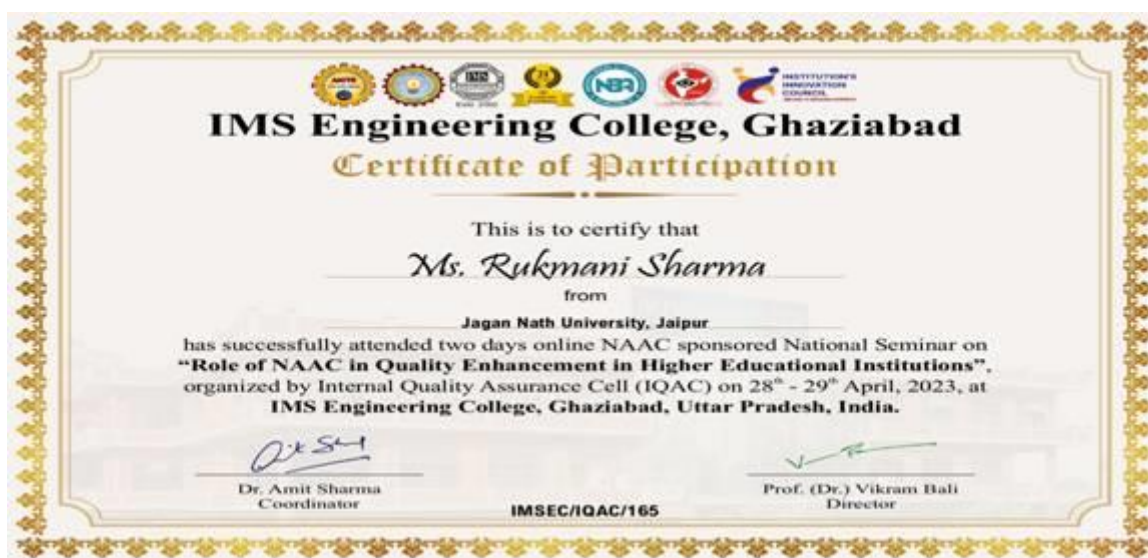 INSTITUTION'S
INNOVATION
COUNCIL
IMS Engineering College, Ghaziabad
Certificate of Participation
This is to certify that
Ms. Rukmani Sharma
from
Jagan Nath University, Jaipur
has successfully attended two days online NAAC sponsored National Seminar on
"Role of NAAC in Quality Enhancement in Higher Educational Institutions",
organized by Internal Quality Assurance Cell (IQAC) on 28th - 29th April, 2023, at
IMS Engineering College, Ghaziabad, Uttar Pradesh, India.
Dr. Amit Sharma
Coordinator
IMSEC/IQAC/165
Prof. (Dr.) Vikram Bali
Director